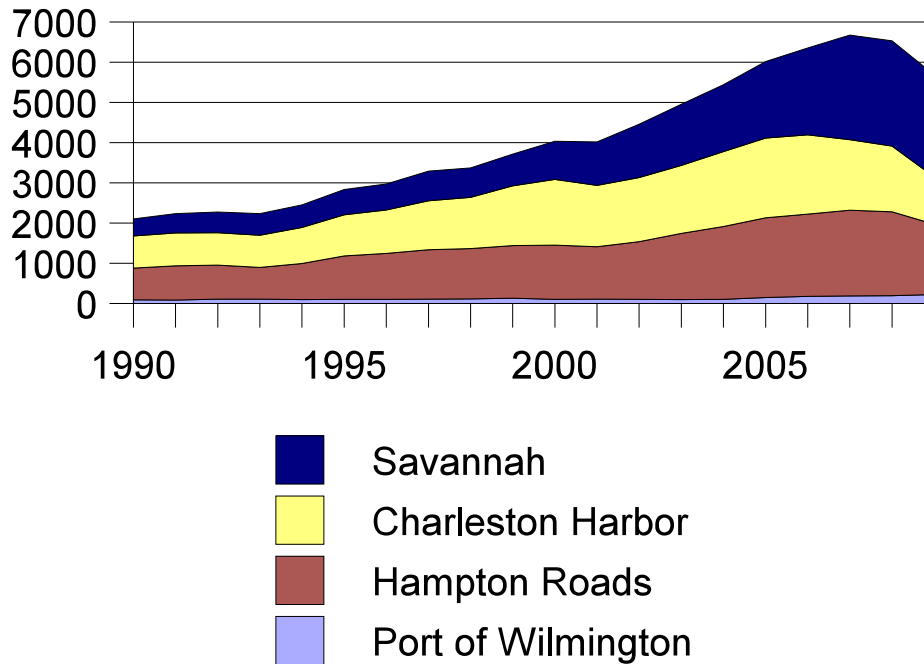 7000
6000
5000
4000
3000
2000
1000
0
1990 1995 2000 2005
Savannah
Charleston Harbor
Hampton Roads
Port of Wilmington